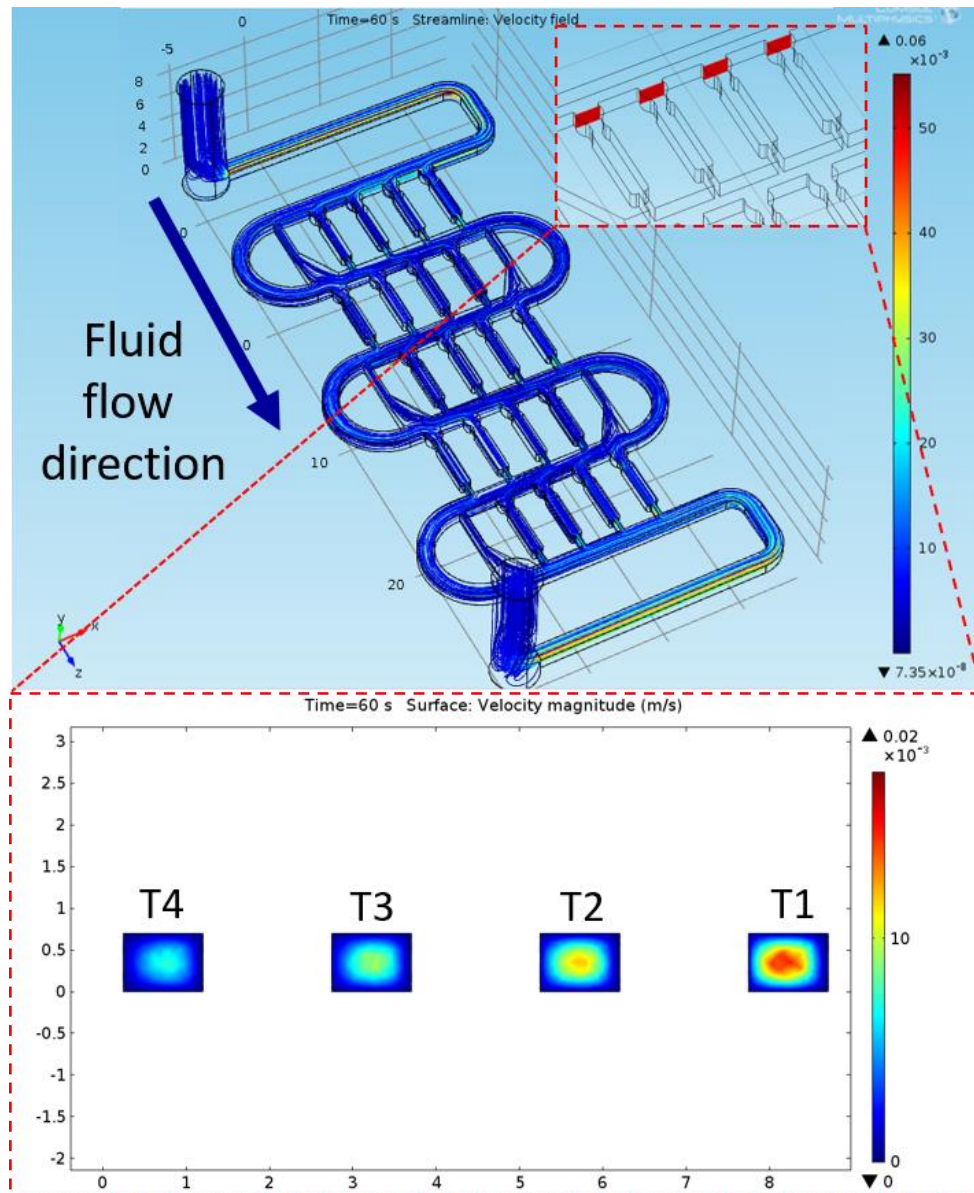 0
Time=60 s Streamline: Velocity field
COMSOL
MULTIPHYSICS
-5
8
6
4
2
0
▲ 0.06
×10⁻³
50
40
30
20
10
▼ 7.35×10⁻⁸
0
0
10
20
Fluid
flow
direction
y
x
z
Time=60 s Surface: Velocity magnitude (m/s)
3
2.5
2
1.5
1
0.5
0
-0.5
-1
-1.5
-2
T4 T3 T2 T1
0 1 2 3 4 5 6 7 8
▲ 0.02
×10⁻³
10
0
▼ 0